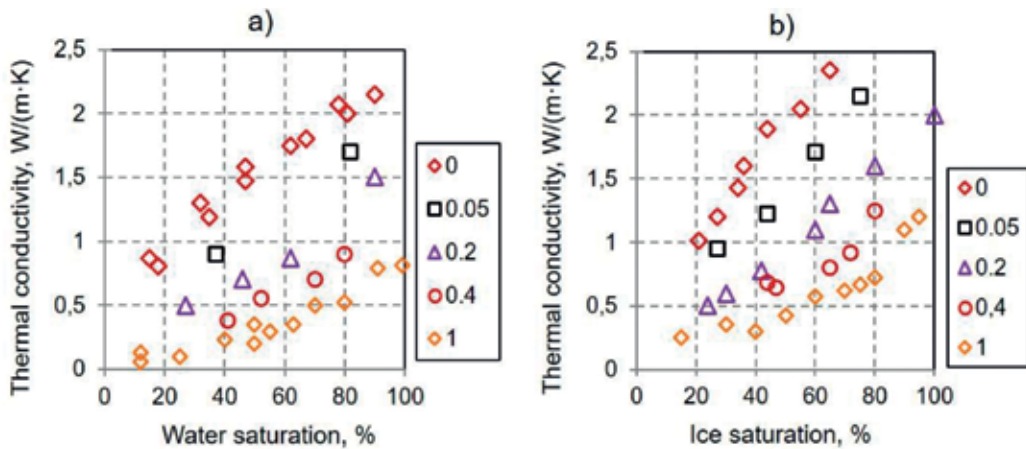 a)
Thermal conductivity, W/(m·K)
2,5
2
1,5
1
0,5
0
0 20 40 60 80 100
Water saturation, %
0
0.05
0.2
0.4
1
b)
Thermal conductivity, W/(m·K)
2,5
2
1,5
1
0,5
0
0 20 40 60 80 100
Ice saturation, %
0
0.05
0.2
0.4
1